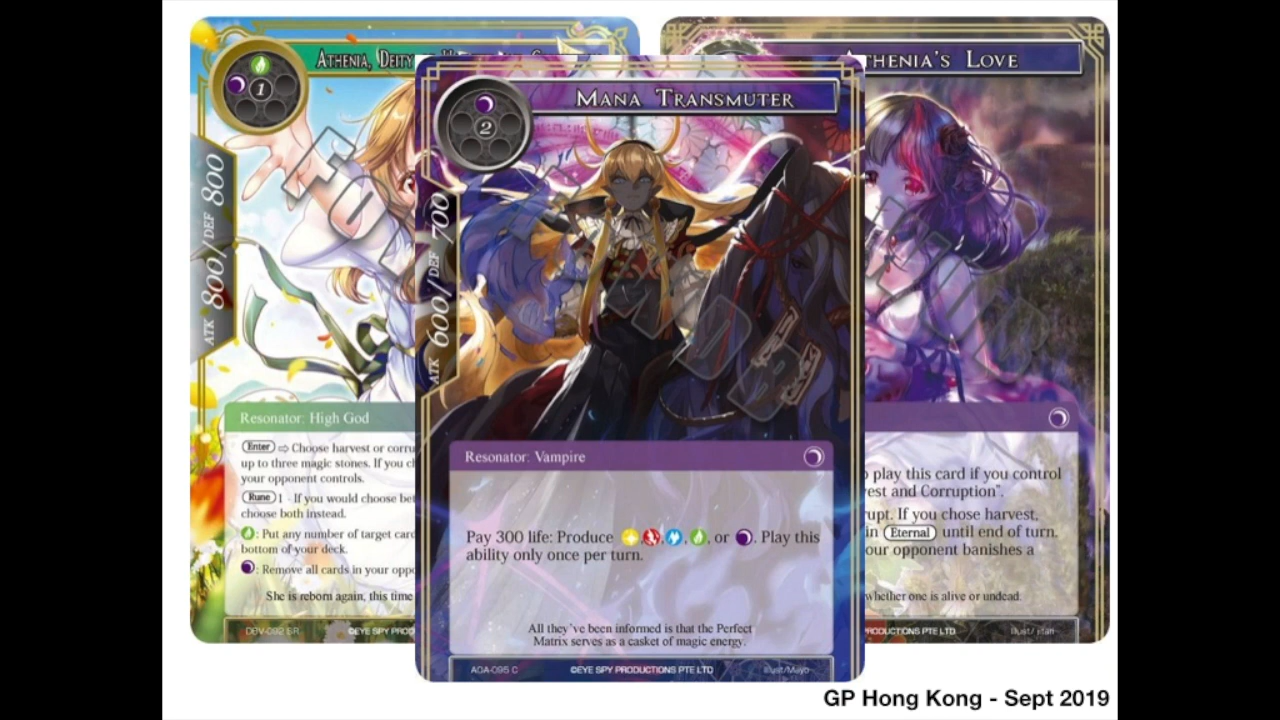 ATHENIA, DEITY
1
ATK 800/DEF 800
Resonator: High God
Enter ⇨ Choose harvest or corru
up to three magic stones. If you ch
your opponent controls.
Rune 1 - If you would choose bet
choose both instead.
: Put any number of target card
bottom of your deck.
: Remove all cards in your oppo
She is reborn again, this time
DBV-092 SR ©EYE SPY PROD
MANA TRANSMUTER
2
ATK 600/DEF 700
Resonator: Vampire
Pay 300 life: Produce , , , , or . Play this
ability only once per turn.
All they've been informed is that the Perfect
Matrix serves as a casket of magic energy.
AOA-095 C ©EYE SPY PRODUCTIONS PTE LTD Illust/Mayo
THENIA'S LOVE
play this card if you control
est and Corruption".
rupt. If you chose harvest,
in Eternal until end of turn.
our opponent banishes a
whether one is alive or undead.
PRODUCTIONS PTE LTD
GP Hong Kong - Sept 2019